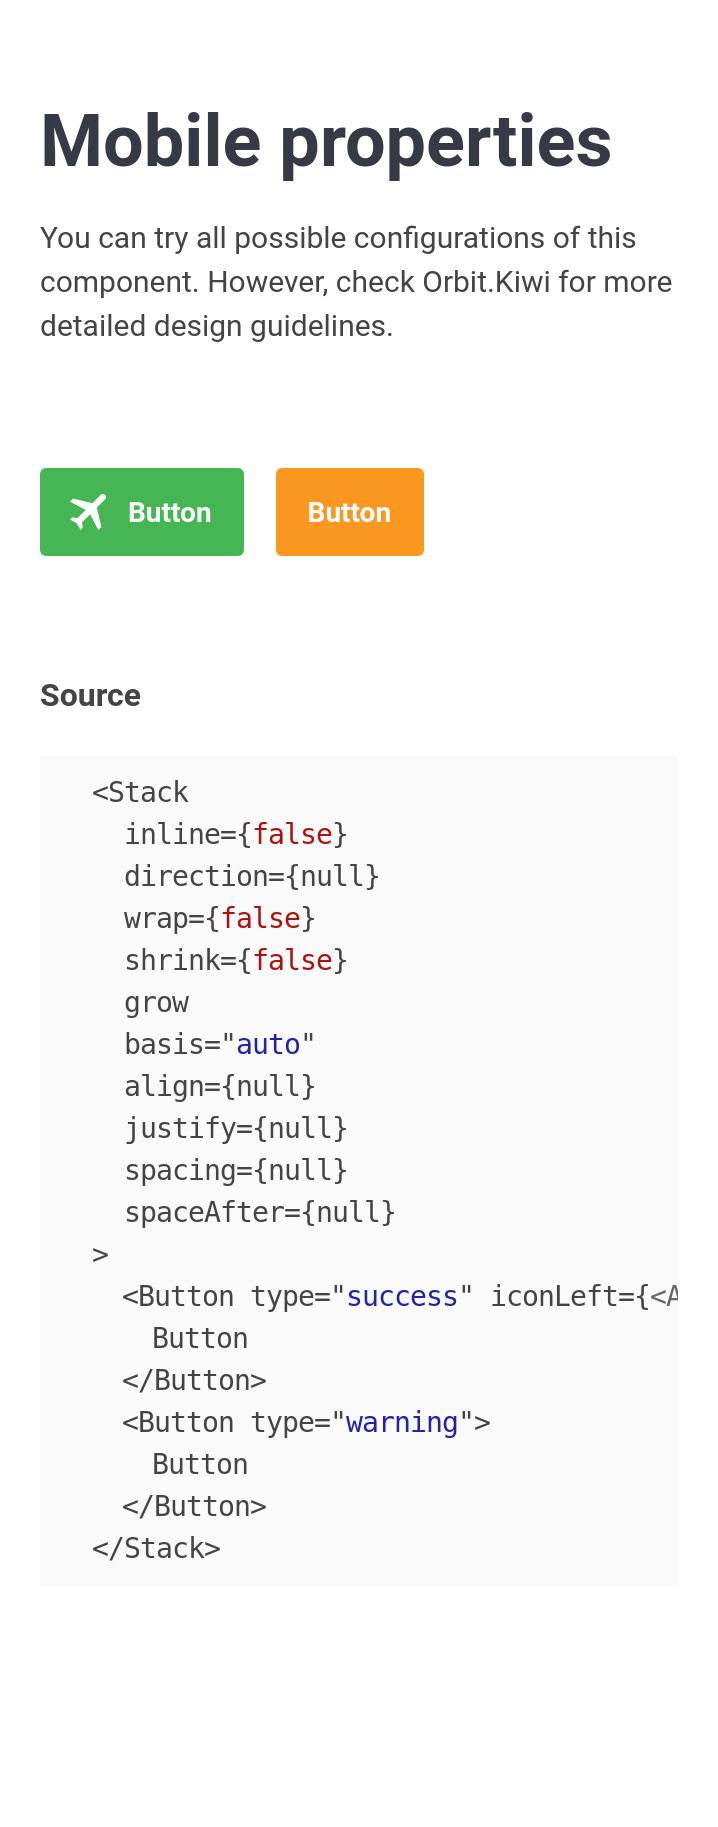 Mobile properties
You can try all possible configurations of this
component. However, check Orbit.Kiwi for more
detailed design guidelines.
Button Button
Source
<Stack
  inline={false}
  direction={null}
  wrap={false}
  shrink={false}
  grow
  basis="auto"
  align={null}
  justify={null}
  spacing={null}
  spaceAfter={null}
>
  <Button type="success" iconLeft={<A
    Button
  </Button>
  <Button type="warning">
    Button
  </Button>
</Stack>